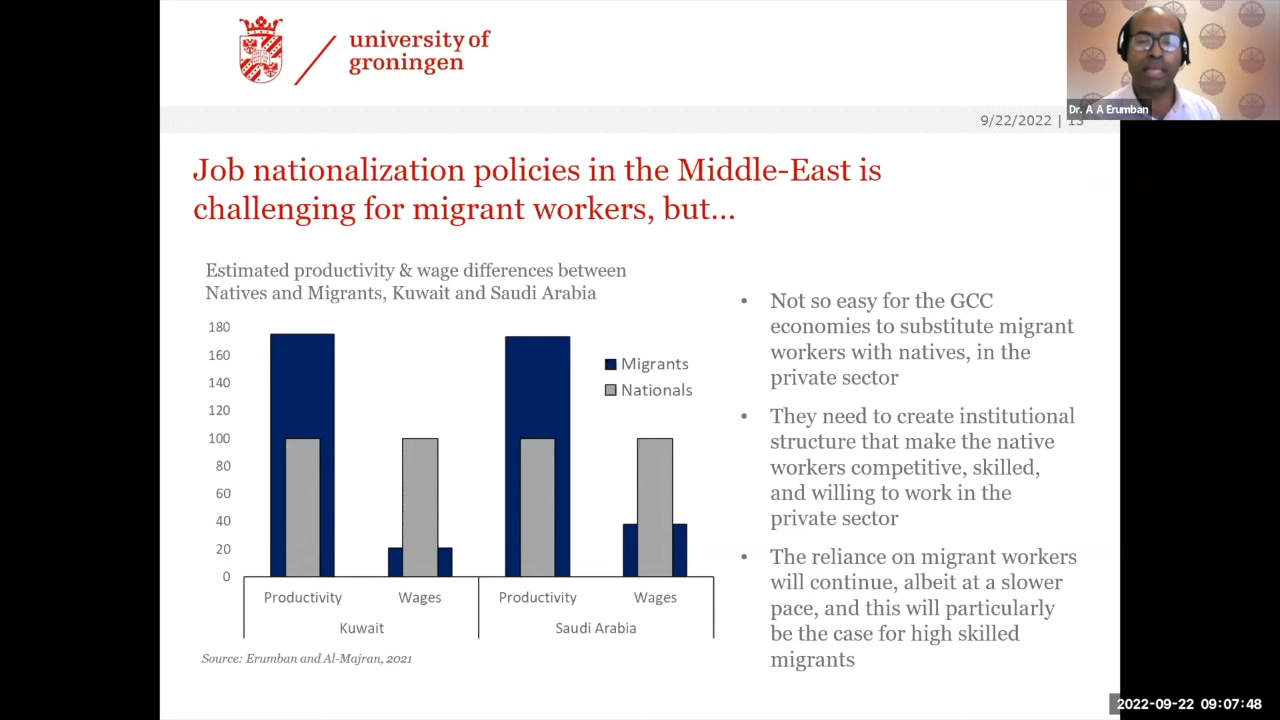 university of
groningen
Dr. A A Erumban
9/22/2022 | 13
Job nationalization policies in the Middle-East is
challenging for migrant workers, but...
Estimated productivity & wage differences between
Natives and Migrants, Kuwait and Saudi Arabia
180
160
140
120
100
80
60
40
20
0
Migrants
Nationals
Productivity Wages Productivity Wages
Kuwait Saudi Arabia
Source: Erumban and Al-Majran, 2021
• Not so easy for the GCC
economies to substitute migrant
workers with natives, in the
private sector
• They need to create institutional
structure that make the native
workers competitive, skilled,
and willing to work in the
private sector
• The reliance on migrant workers
will continue, albeit at a slower
pace, and this will particularly
be the case for high skilled
migrants
2022-09-22 09:07:48